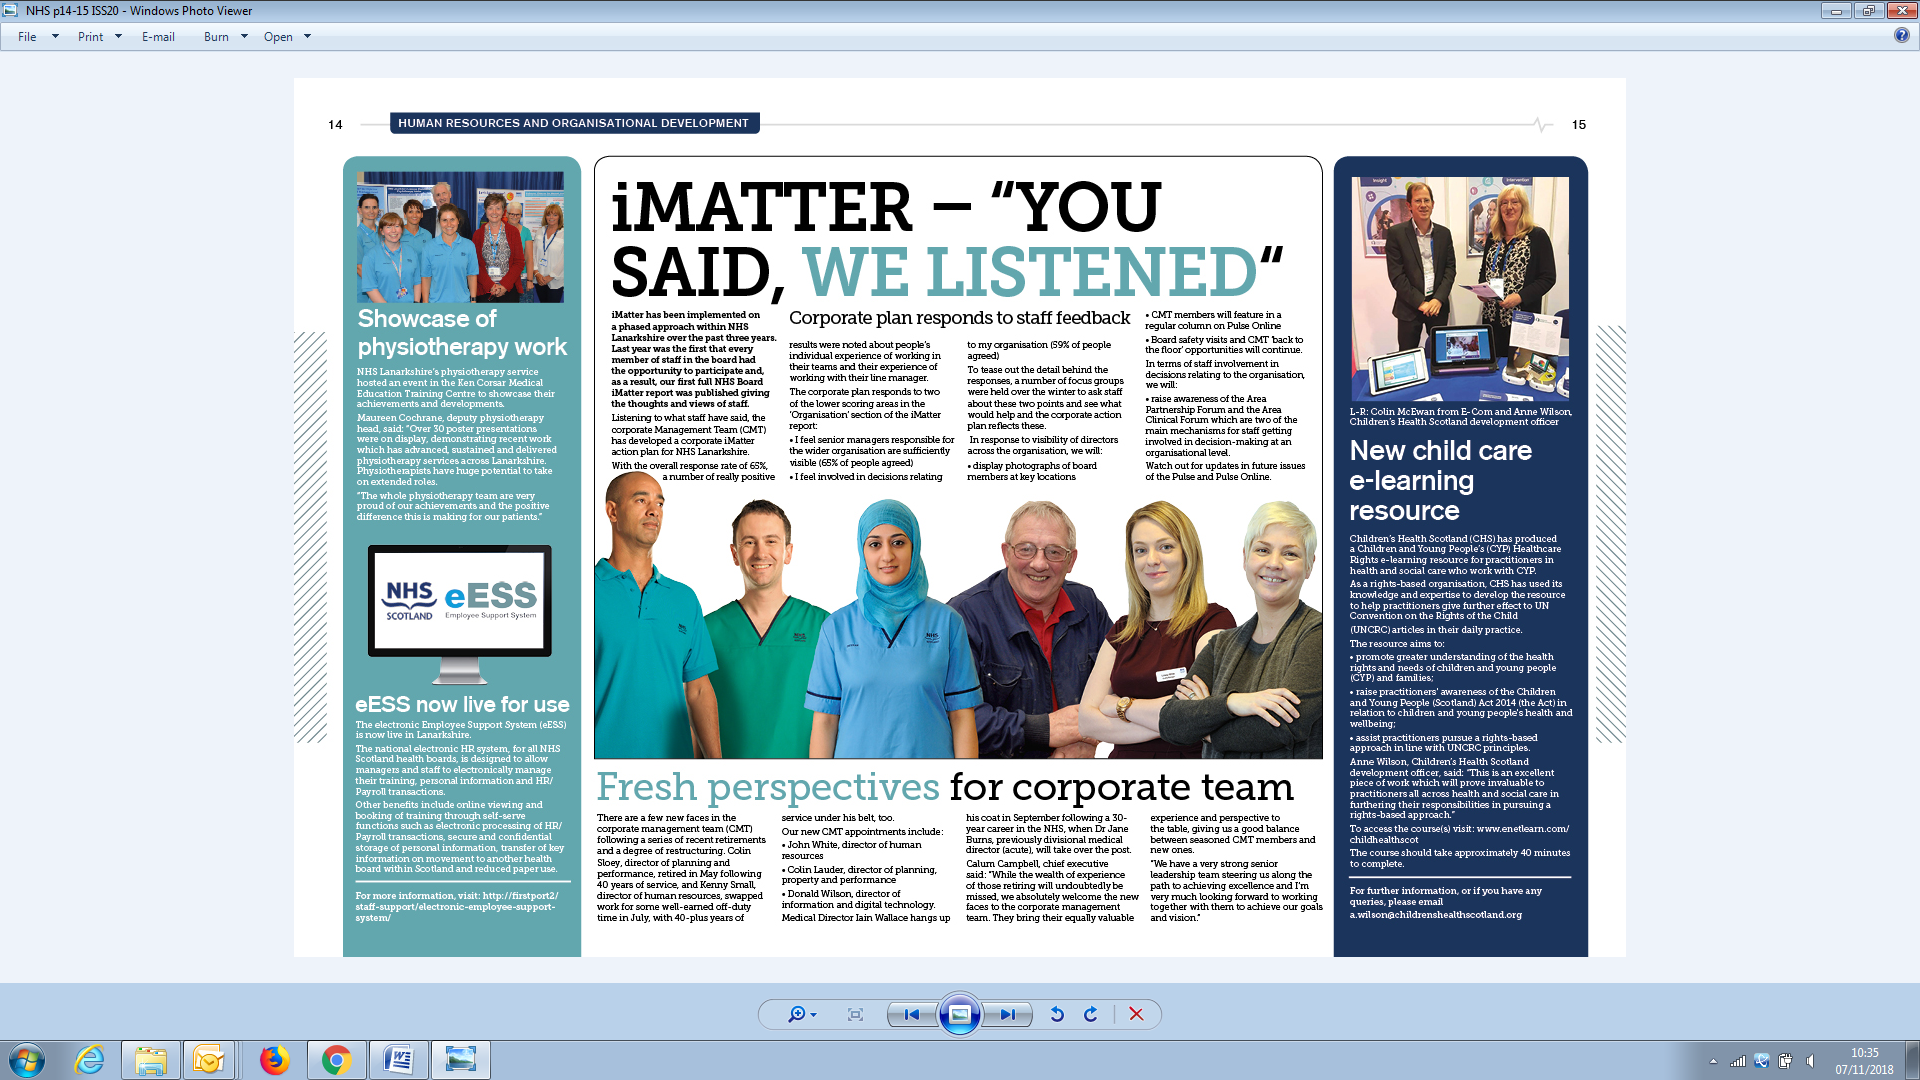 NHS p14-15 ISS20 - Windows Photo Viewer
File Print E-mail Burn Open
14
HUMAN RESOURCES AND ORGANISATIONAL DEVELOPMENT
15
Showcase of
physiotherapy work
NHS Lanarkshire's physiotherapy service
hosted an event in the Ken Corsar Medical
Education Training Centre to showcase their
achievements and developments.
Maureen Cochrane, deputy physiotherapy
head, said: "Over 30 poster presentations
were on display, demonstrating recent work
which has advanced, sustained and delivered
physiotherapy services across Lanarkshire.
Physiotherapists have huge potential to take
on extended roles.
"The whole physiotherapy team are very
proud of our achievements and the positive
difference this is making for our patients."
NHS
SCOTLAND
eESS
Employee Support System
eESS now live for use
The electronic Employee Support System (eESS)
is now live in Lanarkshire.
The national electronic HR system, for all NHS
Scotland health boards, is designed to allow
managers and staff to electronically manage
their training, personal information and HR/
Payroll transactions.
Other benefits include online viewing and
booking of training through self-serve
functions such as electronic processing of HR/
Payroll transactions, secure and confidential
storage of personal information, transfer of key
information on movement to another health
board within Scotland and reduced paper use.
For more information, visit: http://firstport2/
staff-support/electronic-employee-support-
system/
iMATTER – "YOU
SAID, WE LISTENED"
iMatter has been implemented on
a phased approach within NHS
Lanarkshire over the past three years.
Last year was the first that every
member of staff in the board had
the opportunity to participate and,
as a result, our first full NHS Board
iMatter report was published giving
the thoughts and views of staff.
Listening to what staff have said, the
corporate Management Team (CMT)
has developed a corporate iMatter
action plan for NHS Lanarkshire.
With the overall response rate of 65%,
a number of really positive
Corporate plan responds to staff feedback
results were noted about people's
individual experience of working in
their teams and their experience of
working with their line manager.
The corporate plan responds to two
of the lower scoring areas in the
'Organisation' section of the iMatter
report:
• I feel senior managers responsible for
the wider organisation are sufficiently
visible (65% of people agreed)
• I feel involved in decisions relating
to my organisation (59% of people
agreed)
To tease out the detail behind the
responses, a number of focus groups
were held over the winter to ask staff
about these two points and see what
would help and the corporate action
plan reflects these.
In response to visibility of directors
across the organisation, we will:
• display photographs of board
members at key locations
• CMT members will feature in a
regular column on Pulse Online
• Board safety visits and CMT 'back to
the floor' opportunities will continue.
In terms of staff involvement in
decisions relating to the organisation,
we will:
• raise awareness of the Area
Partnership Forum and the Area
Clinical Forum which are two of the
main mechanisms for staff getting
involved in decision-making at an
organisational level.
Watch out for updates in future issues
of the Pulse and Pulse Online.
Fresh perspectives for corporate team
There are a few new faces in the
corporate management team (CMT)
following a series of recent retirements
and a degree of restructuring. Colin
Sloey, director of planning and
performance, retired in May following
40 years of service, and Kenny Small,
director of human resources, swapped
work for some well-earned off-duty
time in July, with 40-plus years of
service under his belt, too.
Our new CMT appointments include:
• John White, director of human
resources
• Colin Lauder, director of planning,
property and performance
• Donald Wilson, director of
information and digital technology.
Medical Director Iain Wallace hangs up
his coat in September following a 30-
year career in the NHS, when Dr Jane
Burns, previously divisional medical
director (acute), will take over the post.
Calum Campbell, chief executive
said: "While the wealth of experience
of those retiring will undoubtedly be
missed, we absolutely welcome the new
faces to the corporate management
team. They bring their equally valuable
experience and perspective to
the table, giving us a good balance
between seasoned CMT members and
new ones.
"We have a very strong senior
leadership team steering us along the
path to achieving excellence and I'm
very much looking forward to working
together with them to achieve our goals
and vision."
Insight
Intervention
L-R: Colin McEwan from E-Com and Anne Wilson,
Children's Health Scotland development officer
New child care
e-learning
resource
Children's Health Scotland (CHS) has produced
a Children and Young People's (CYP) Healthcare
Rights e-learning resource for practitioners in
health and social care who work with CYP.
As a rights-based organisation, CHS has used its
knowledge and expertise to develop the resource
to help practitioners give further effect to UN
Convention on the Rights of the Child
(UNCRC) articles in their daily practice.
The resource aims to:
• promote greater understanding of the health
rights and needs of children and young people
(CYP) and families;
• raise practitioners' awareness of the Children
and Young People (Scotland) Act 2014 (the Act) in
relation to children and young people's health and
wellbeing;
• assist practitioners pursue a rights-based
approach in line with UNCRC principles.
Anne Wilson, Children's Health Scotland
development officer, said: "This is an excellent
piece of work which will prove invaluable to
practitioners all across health and social care in
furthering their responsibilities in pursuing a
rights-based approach."
To access the course(s) visit: www.enetlearn.com/
childhealthscot
The course should take approximately 40 minutes
to complete.
For further information, or if you have any
queries, please email
a.wilson@childrenshealthscotland.org
10:35
07/11/2018